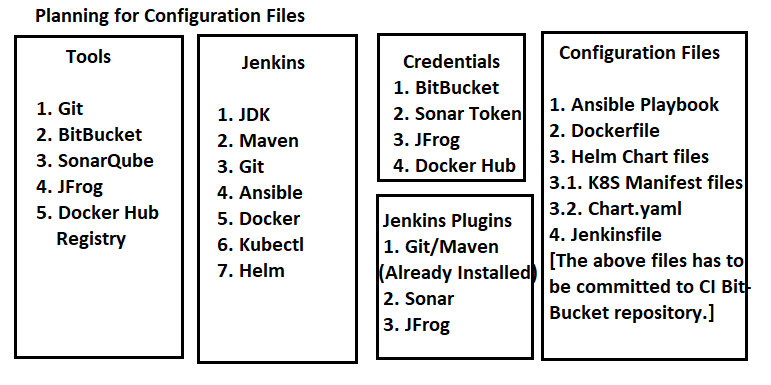 Planning for Configuration Files
Tools
1. Git
2. BitBucket
3. SonarQube
4. JFrog
5. Docker Hub
Registry
Jenkins
1. JDK
2. Maven
3. Git
4. Ansible
5. Docker
6. Kubectl
7. Helm
Credentials
1. BitBucket
2. Sonar Token
3. JFrog
4. Docker Hub
Jenkins Plugins
1. Git/Maven
(Already Installed)
2. Sonar
3. JFrog
Configuration Files
1. Ansible Playbook
2. Dockerfile
3. Helm Chart files
3.1. K8S Manifest files
3.2. Chart.yaml
4. Jenkinsfile
[The above files has to
be committed to CI Bit-
Bucket repository.]